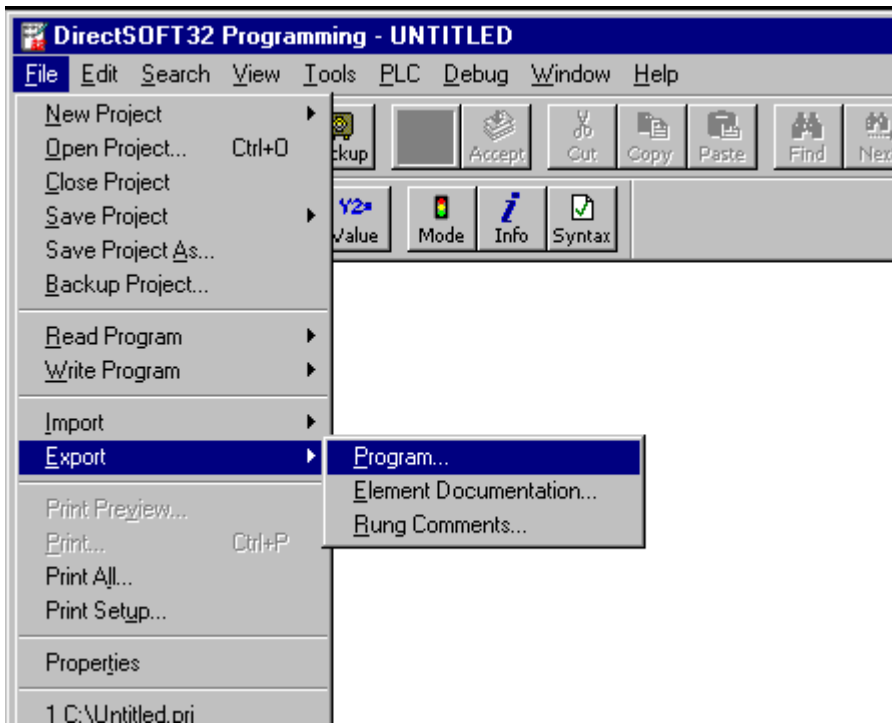 DirectSOFT32 Programming - UNTITLED
File Edit Search View Tools PLC Debug Window Help
New Project
Open Project... Ctrl+O
Close Project
Save Project
Save Project As...
Backup Project...
Read Program
Write Program
Import
Export
Print Preview...
Print... Ctrl+P
Print All...
Print Setup...
Properties
1 C:\Untitled.prj
Program...
Element Documentation...
Rung Comments...
ckup Accept Cut Copy Paste Find Nex
Y2=
Value Mode Info Syntax